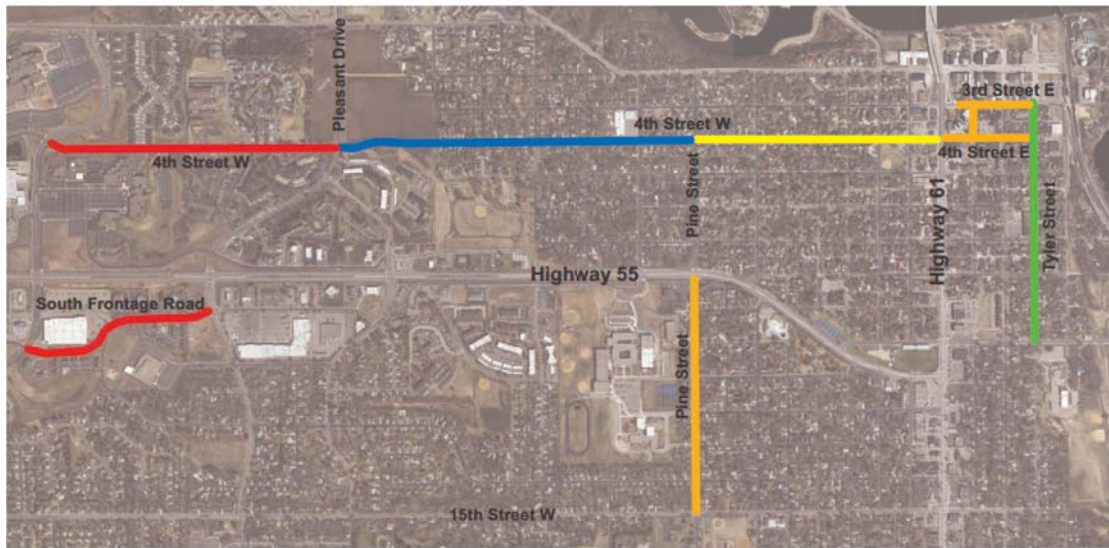 3rd Street E
Pleasant Drive
4th Street W
4th Street E
4th Street W
Pine Street
Highway 61
Tyler Street
Highway 55
South Frontage Road
Pine Street
15th Street W